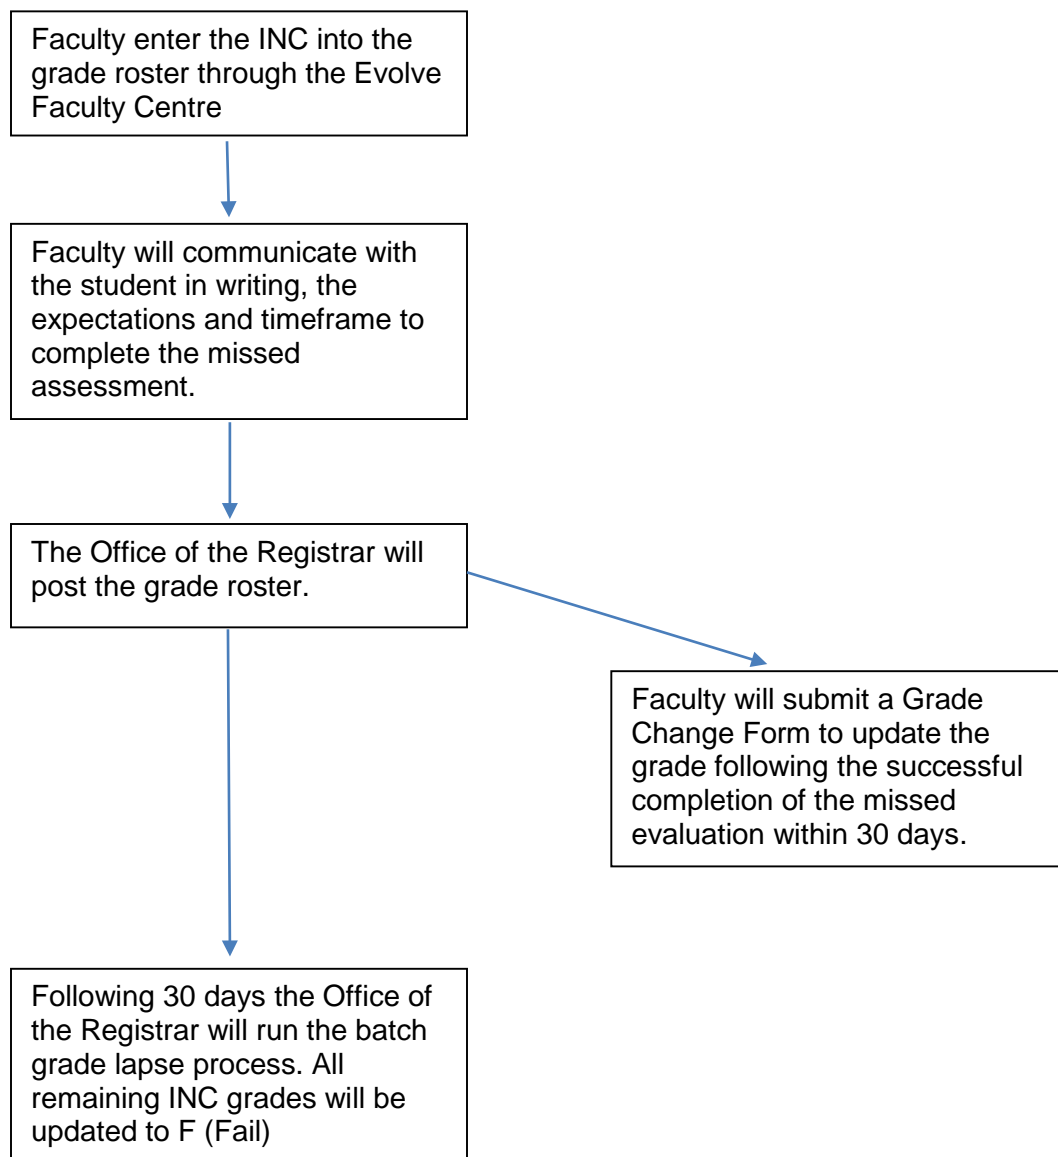 Faculty enter the INC into the
grade roster through the Evolve
Faculty Centre
Faculty will communicate with
the student in writing, the
expectations and timeframe to
complete the missed
assessment.
The Office of the Registrar will
post the grade roster.
Faculty will submit a Grade
Change Form to update the
grade following the successful
completion of the missed
evaluation within 30 days.
Following 30 days the Office of
the Registrar will run the batch
grade lapse process. All
remaining INC grades will be
updated to F (Fail)